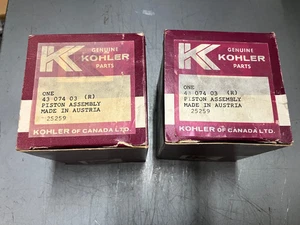 GENUINE
KOHLER
PARTS
ONE
43 074 03 (R)
PISTON ASSEMBLY
MADE IN AUSTRIA
25259
KOHLER OF CANADA LTD.
GENUINE
KOHLER
PARTS
ONE
43 074 03 (R)
PISTON ASSEMBLY
MADE IN AUSTRIA
25259
KOHLER OF CANADA LTD.